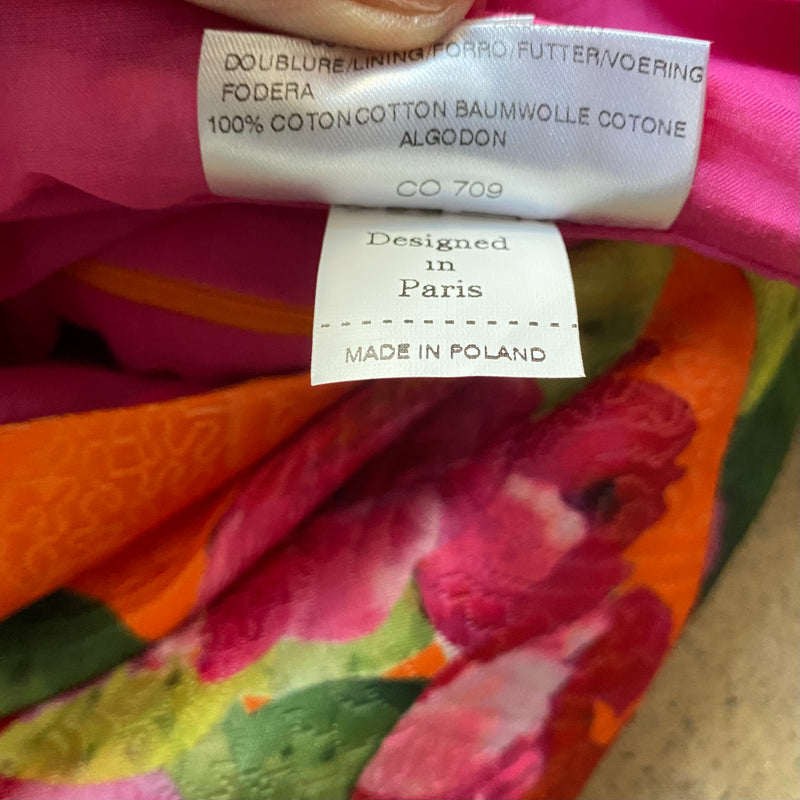 DOUBLURE/LINING/FORRO/FUTTER/VOERING
FODERA
100% COTON COTTON BAUMWOLLE COTONE
ALGODON
CO 709
Designed
in
Paris
MADE IN POLAND